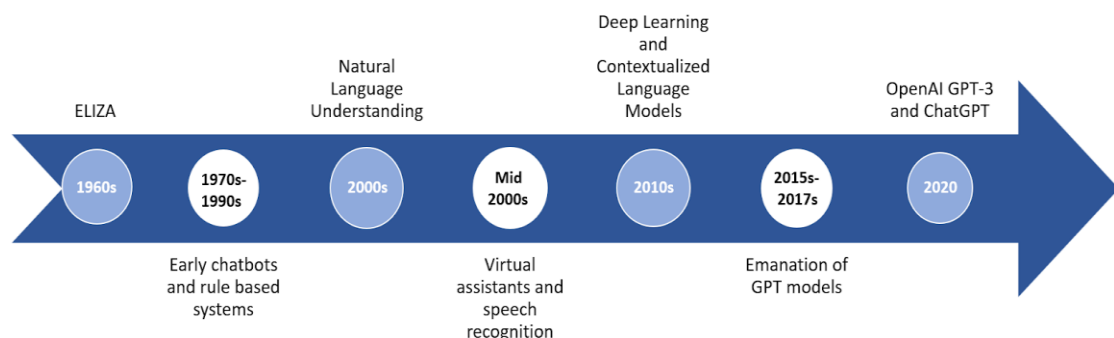 ELIZA
1960s
1970s-
1990s
Early chatbots
and rule based
systems
Natural
Language
Understanding
2000s
Mid
2000s
Virtual
assistants and
speech
recognition
Deep Learning
and
Contextualized
Language
Models
2010s
2015s-
2017s
Emanation of
GPT models
OpenAI GPT-3
and ChatGPT
2020